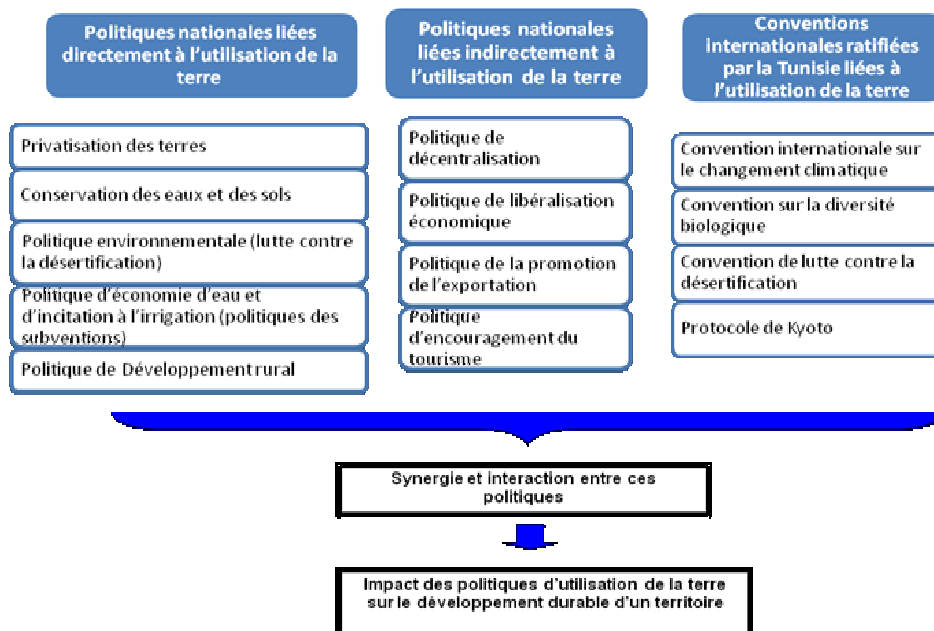 Politiques nationales liées
directement à l'utilisation de la
terre
Privatisation des terres
Conservation des eaux et des sols
Politique environnementale (lutte contre
la désertification)
Politique d'économie d'eau et
d'incitation à l'irrigation (politiques des
subventions)
Politique de Développement rural
Politiques nationales
liées indirectement à
l'utilisation de la terre
Politique de
décentralisation
Politique de libéralisation
économique
Politique de la promotion
de l'exportation
Politique
d'encouragement du
tourisme
Conventions
internationales ratifiées
par la Tunisie liées à
l'utilisation de la terre
Convention internationale sur
le changement climatique
Convention sur la diversité
biologique
Convention de lutte contre la
désertification
Protocole de Kyoto
Synergie et interaction entre ces
politiques
Impact des politiques d'utilisation de la terre
sur le développement durable d'un territoire